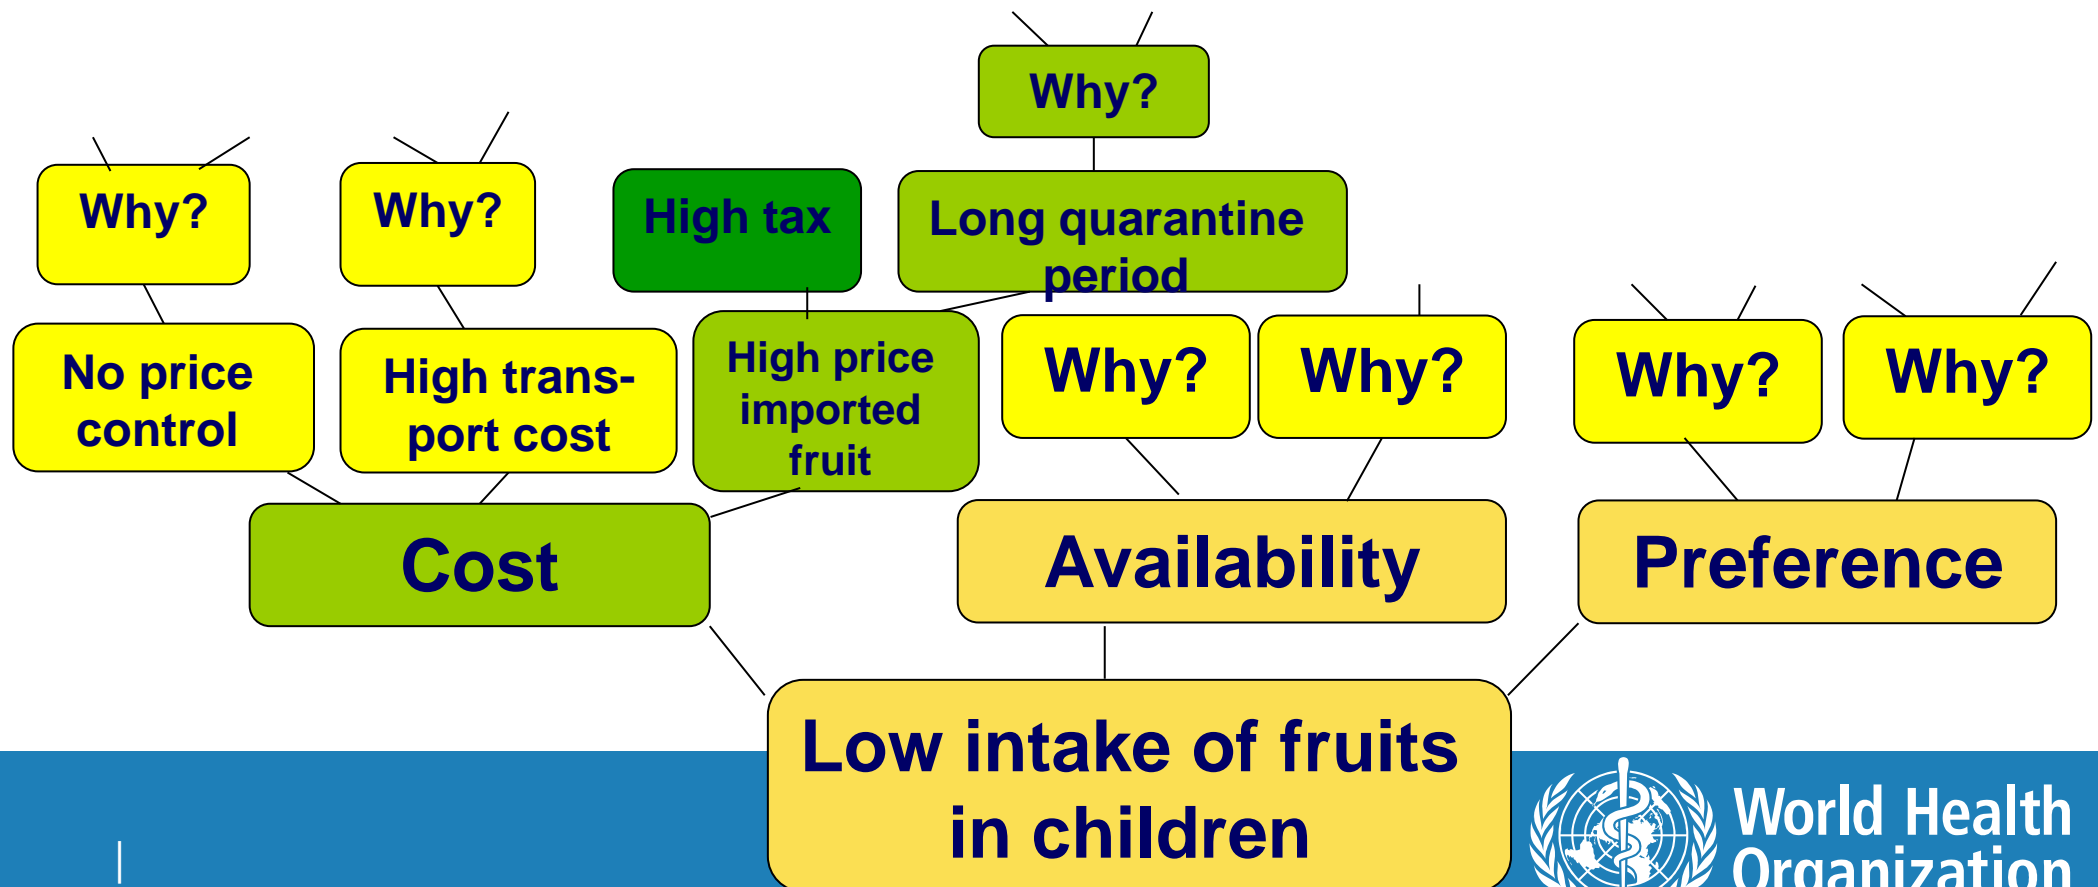 Why?
Why?
Why?
High tax
Long quarantine
period
No price
control
High trans-
port cost
High price
imported
fruit
Why?
Why?
Why?
Why?
Cost
Availability
Preference
Low intake of fruits
in children
World Health
Organization